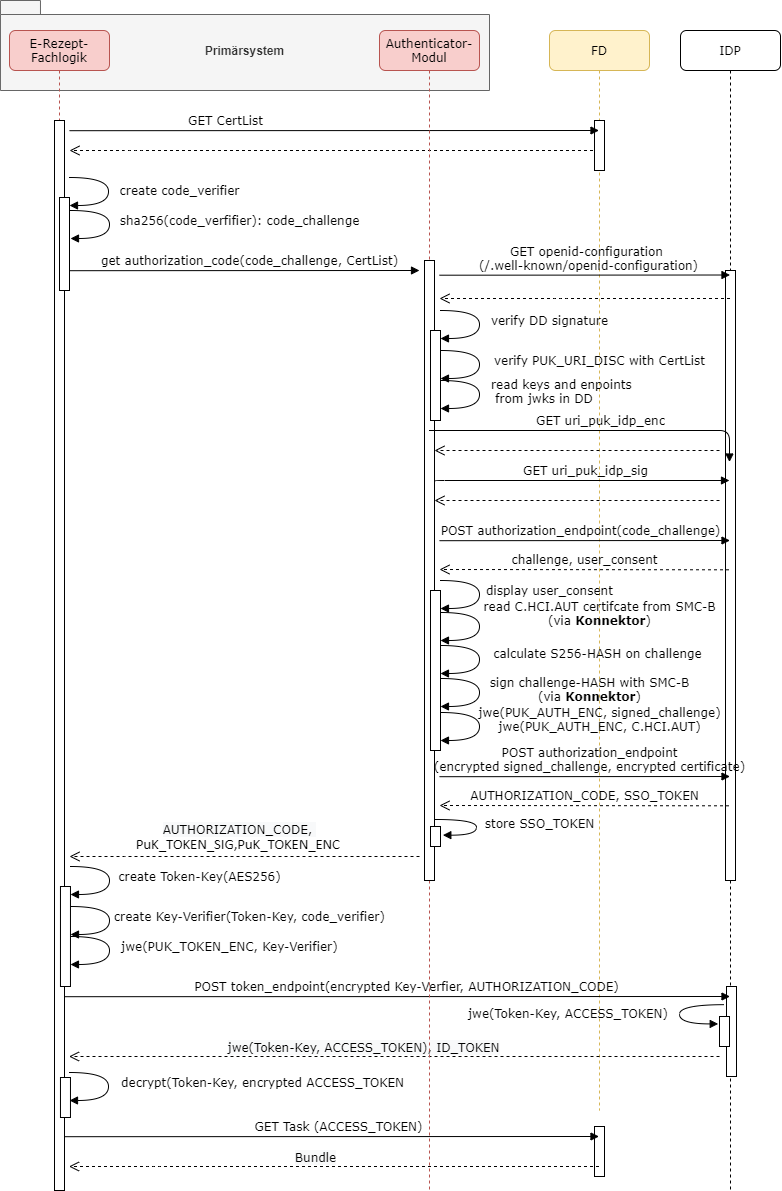 E-Rezept-
Fachlogik
Primärsystem
Authenticator-
Modul
FD
IDP
GET CertList
create code_verifier
sha256(code_verfifier): code_challenge
get authorization_code(code_challenge, CertList)
GET openid-configuration
(/.well-known/openid-configuration)
verify DD signature
verify PUK_URI_DISC with CertList
read keys and enpoints
from jwks in DD
GET uri_puk_idp_enc
GET uri_puk_idp_sig
POST authorization_endpoint(code_challenge)
challenge, user_consent
display user_consent
read C.HCI.AUT certifcate from SMC-B
(via Konnektor)
calculate S256-HASH on challenge
sign challenge-HASH with SMC-B
(via Konnektor)
jwe(PUK_AUTH_ENC, signed_challenge)
jwe(PUK_AUTH_ENC, C.HCI.AUT)
POST authorization_endpoint
(encrypted signed_challenge, encrypted certificate)
AUTHORIZATION_CODE, SSO_TOKEN
store SSO_TOKEN
AUTHORIZATION_CODE,
PuK_TOKEN_SIG,PuK_TOKEN_ENC
create Token-Key(AES256)
create Key-Verifier(Token-Key, code_verifier)
jwe(PUK_TOKEN_ENC, Key-Verifier)
POST token_endpoint(encrypted Key-Verfier, AUTHORIZATION_CODE)
jwe(Token-Key, ACCESS_TOKEN)
jwe(Token-Key, ACCESS_TOKEN), ID_TOKEN
decrypt(Token-Key, encrypted ACCESS_TOKEN
GET Task (ACCESS_TOKEN)
Bundle